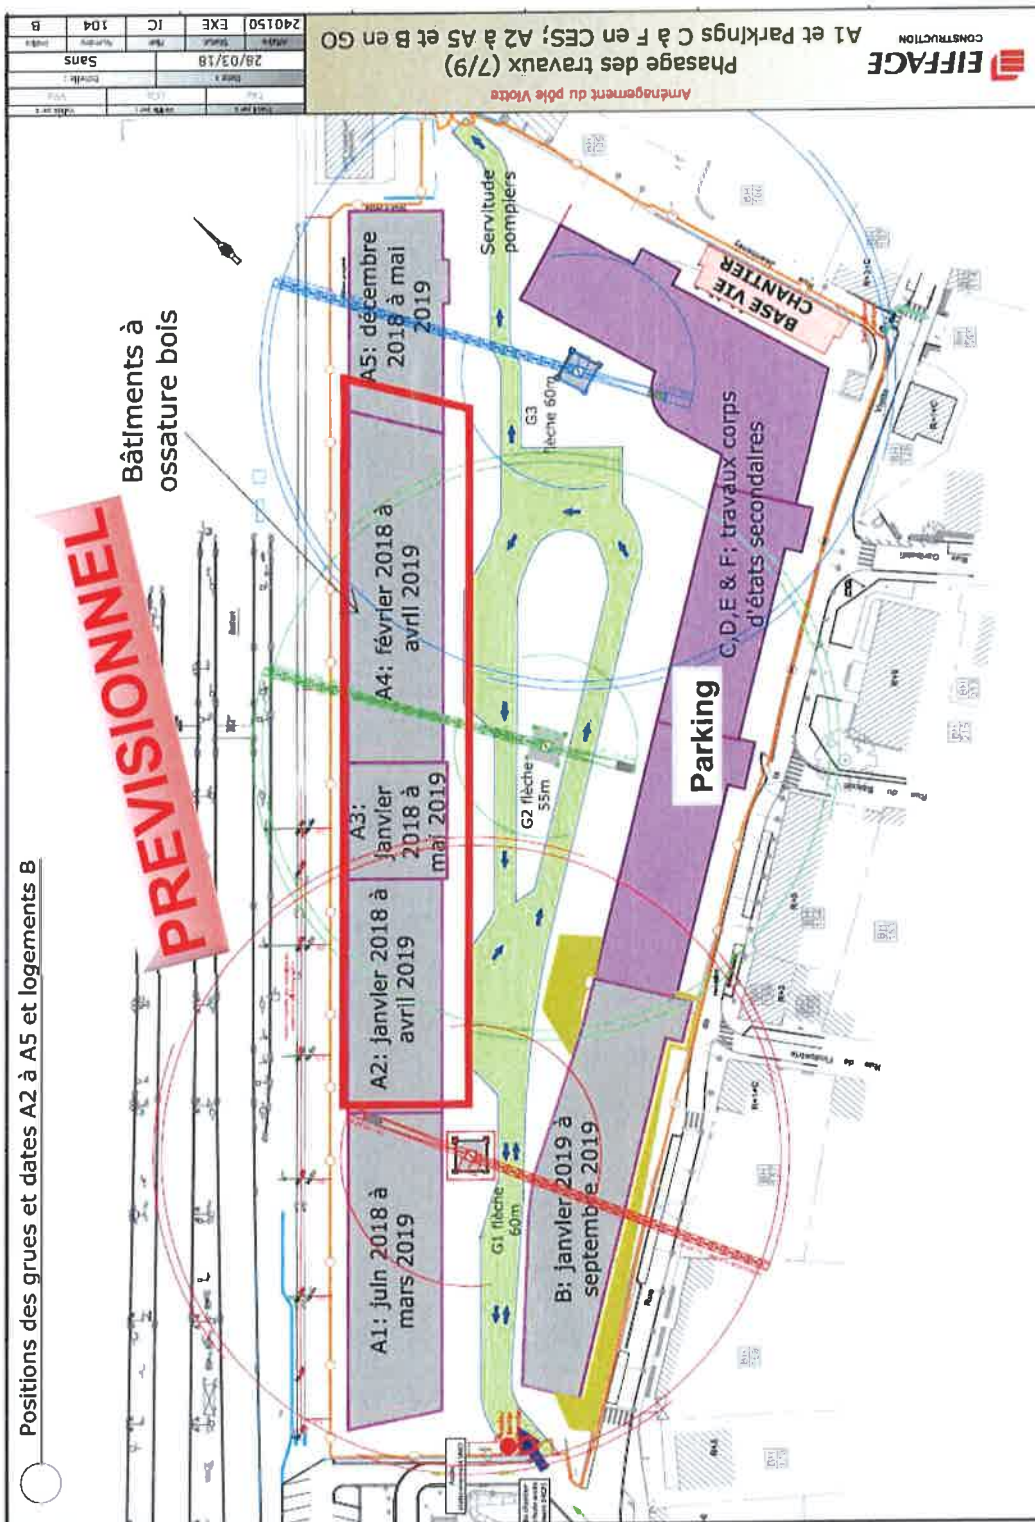 Positions des grues et dates A2 à A5 et logements B
PREVISIONNEL
Bâtiments à
ossature bois
A1: juin 2018 à
mars 2019
A2: janvier 2018 à
avril 2019
A3:
janvier
2018 à
mai 2019
A4: février 2018 à
avril 2019
A5: décembre
2018 à mai
2019
G1 flèche
60m
G2 flèche
55m
G3
flèche 60m
Servitude
pompiers
B: janvier 2019 à
septembre 2019
Parking
C,D,E & F: travaux corps
d'états secondaires
BASE VIE
CHANTIER
R+1+C
Rue
EIFFAGE
CONSTRUCTION
Aménagement du pôle Viotte
Phasage des travaux (7/9)
A1 et Parkings C à F en CES; A2 à A5 et B en GO
28/03/18
Sans
240150
EXE
IC
104
B